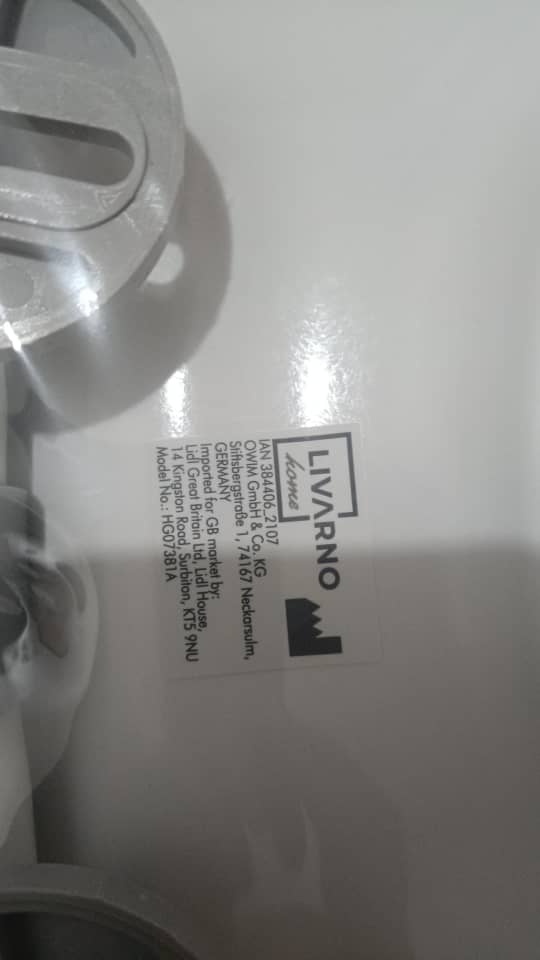 LIVARNO
home
IAN 384406_2107
OWIM GmbH & Co. KG
Stiftsbergstraße 1, 74167 Neckarsulm,
GERMANY
Imported for GB market by:
Lidl Great Britain Ltd, Lidl House,
14 Kingston Road, Surbiton, KT5 9NU
Model No.: HG07381A